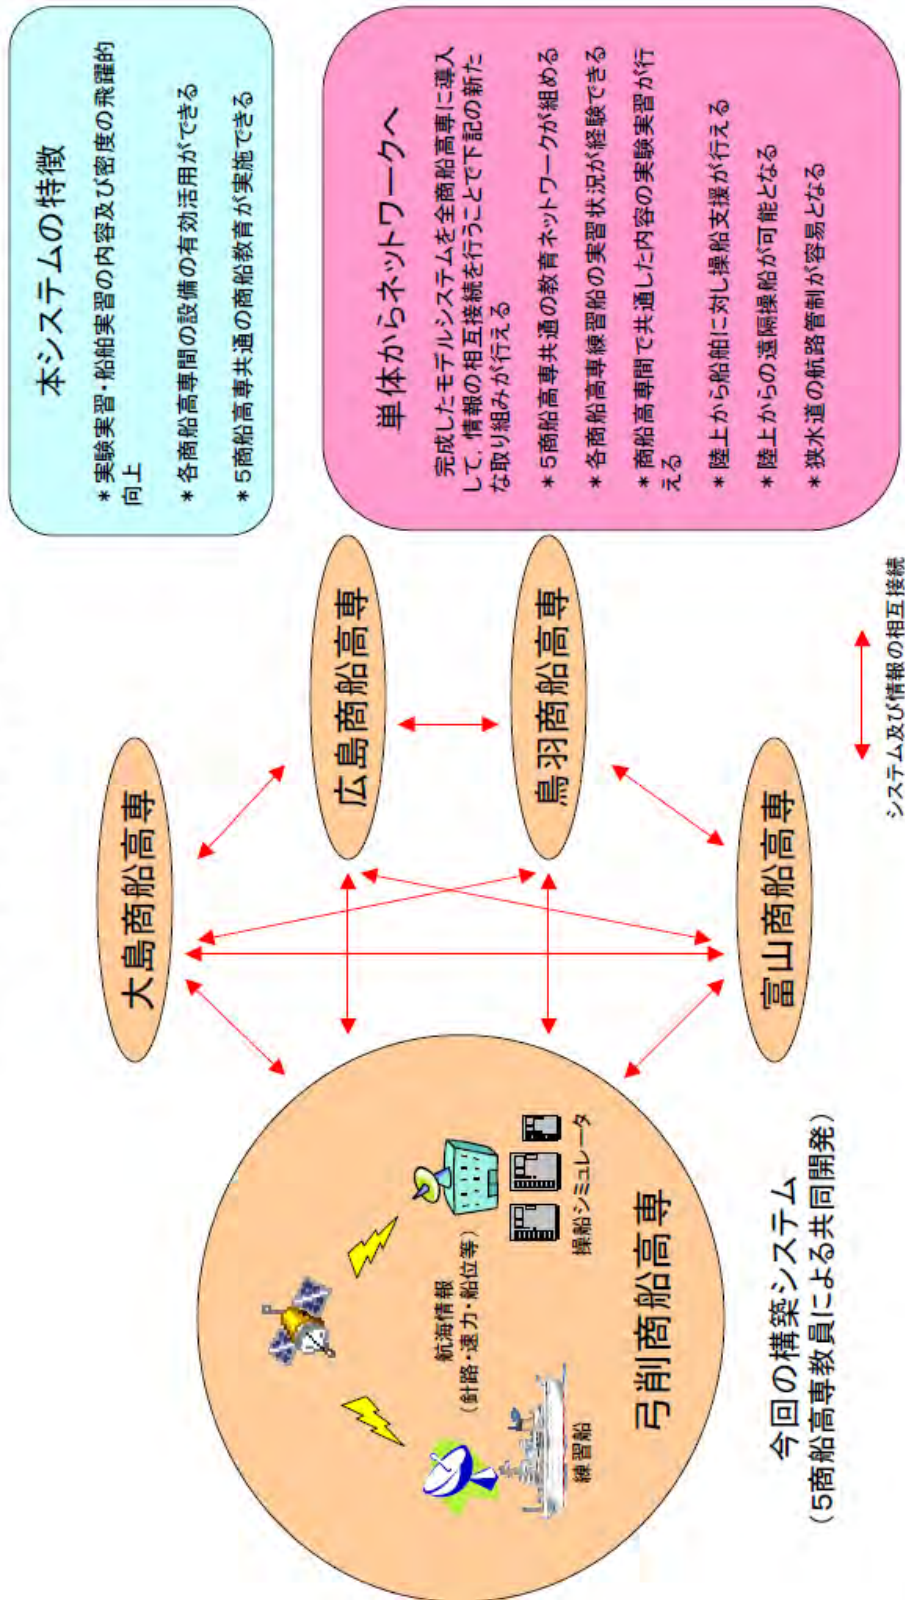 本システムの特徴
＊実験実習・船舶実習の内容及び密度の飛躍的
向上
＊各商船高専間の設備の有効活用ができる
＊5商船高専共通の商船教育が実施できる
単体からネットワークへ
完成したモデルシステムを全商船高専に導入
して、情報の相互接続を行うことで下記の新た
な取り組みが行える
＊5商船高専共通の教育ネットワークが組める
＊各商船高専練習船の実習状況が経験できる
＊商船高専間で共通した内容の実験実習が行
える
＊陸上から船舶に対し操船支援が行える
＊陸上からの遠隔操船が可能となる
＊狭水道の航路管制が容易となる
大島商船高専
広島商船高専
鳥羽商船高専
富山商船高専
システム及び情報の相互接続
航海情報
（針路・速力・船位等）
操船シミュレータ
練習船
弓削商船高専
今回の構築システム
（5商船高専教員による共同開発）